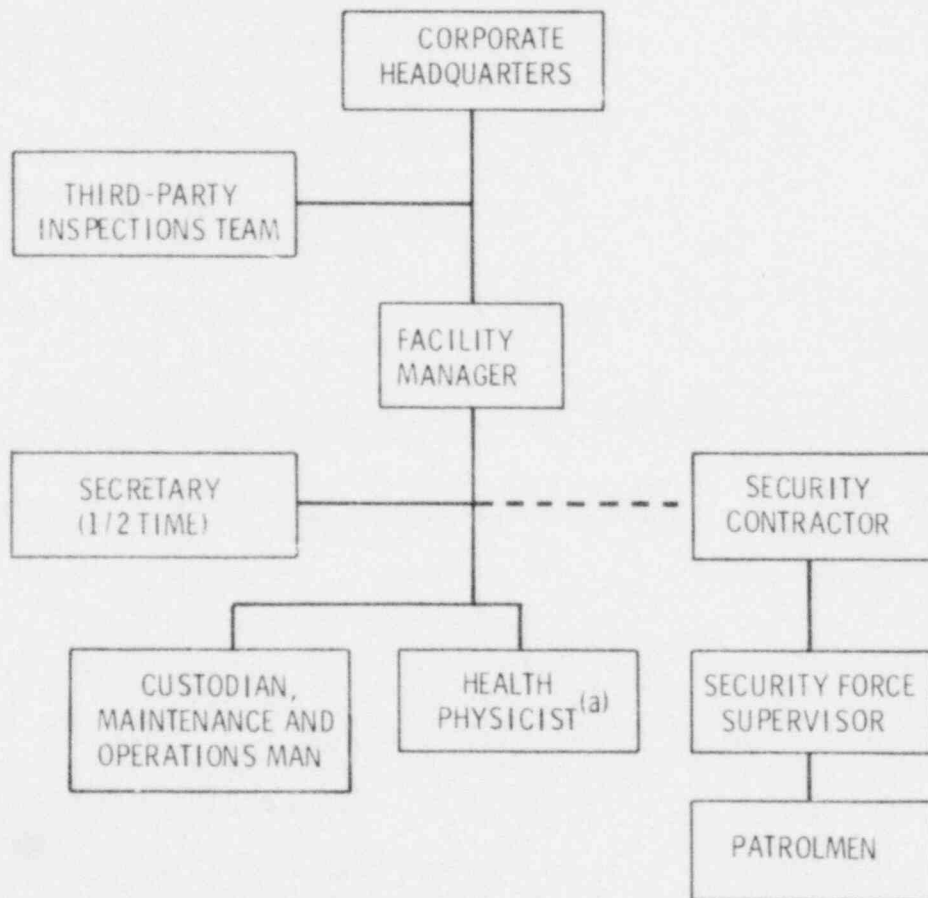 CORPORATE
HEADQUARTERS
THIRD-PARTY
INSPECTIONS TEAM
FACILITY
MANAGER
SECRETARY
(1/2 TIME)
SECURITY
CONTRACTOR
CUSTODIAN,
MAINTENANCE AND
OPERATIONS MAN
HEALTH
PHYSICIST(a)
SECURITY FORCE
SUPERVISOR
PATROLMEN